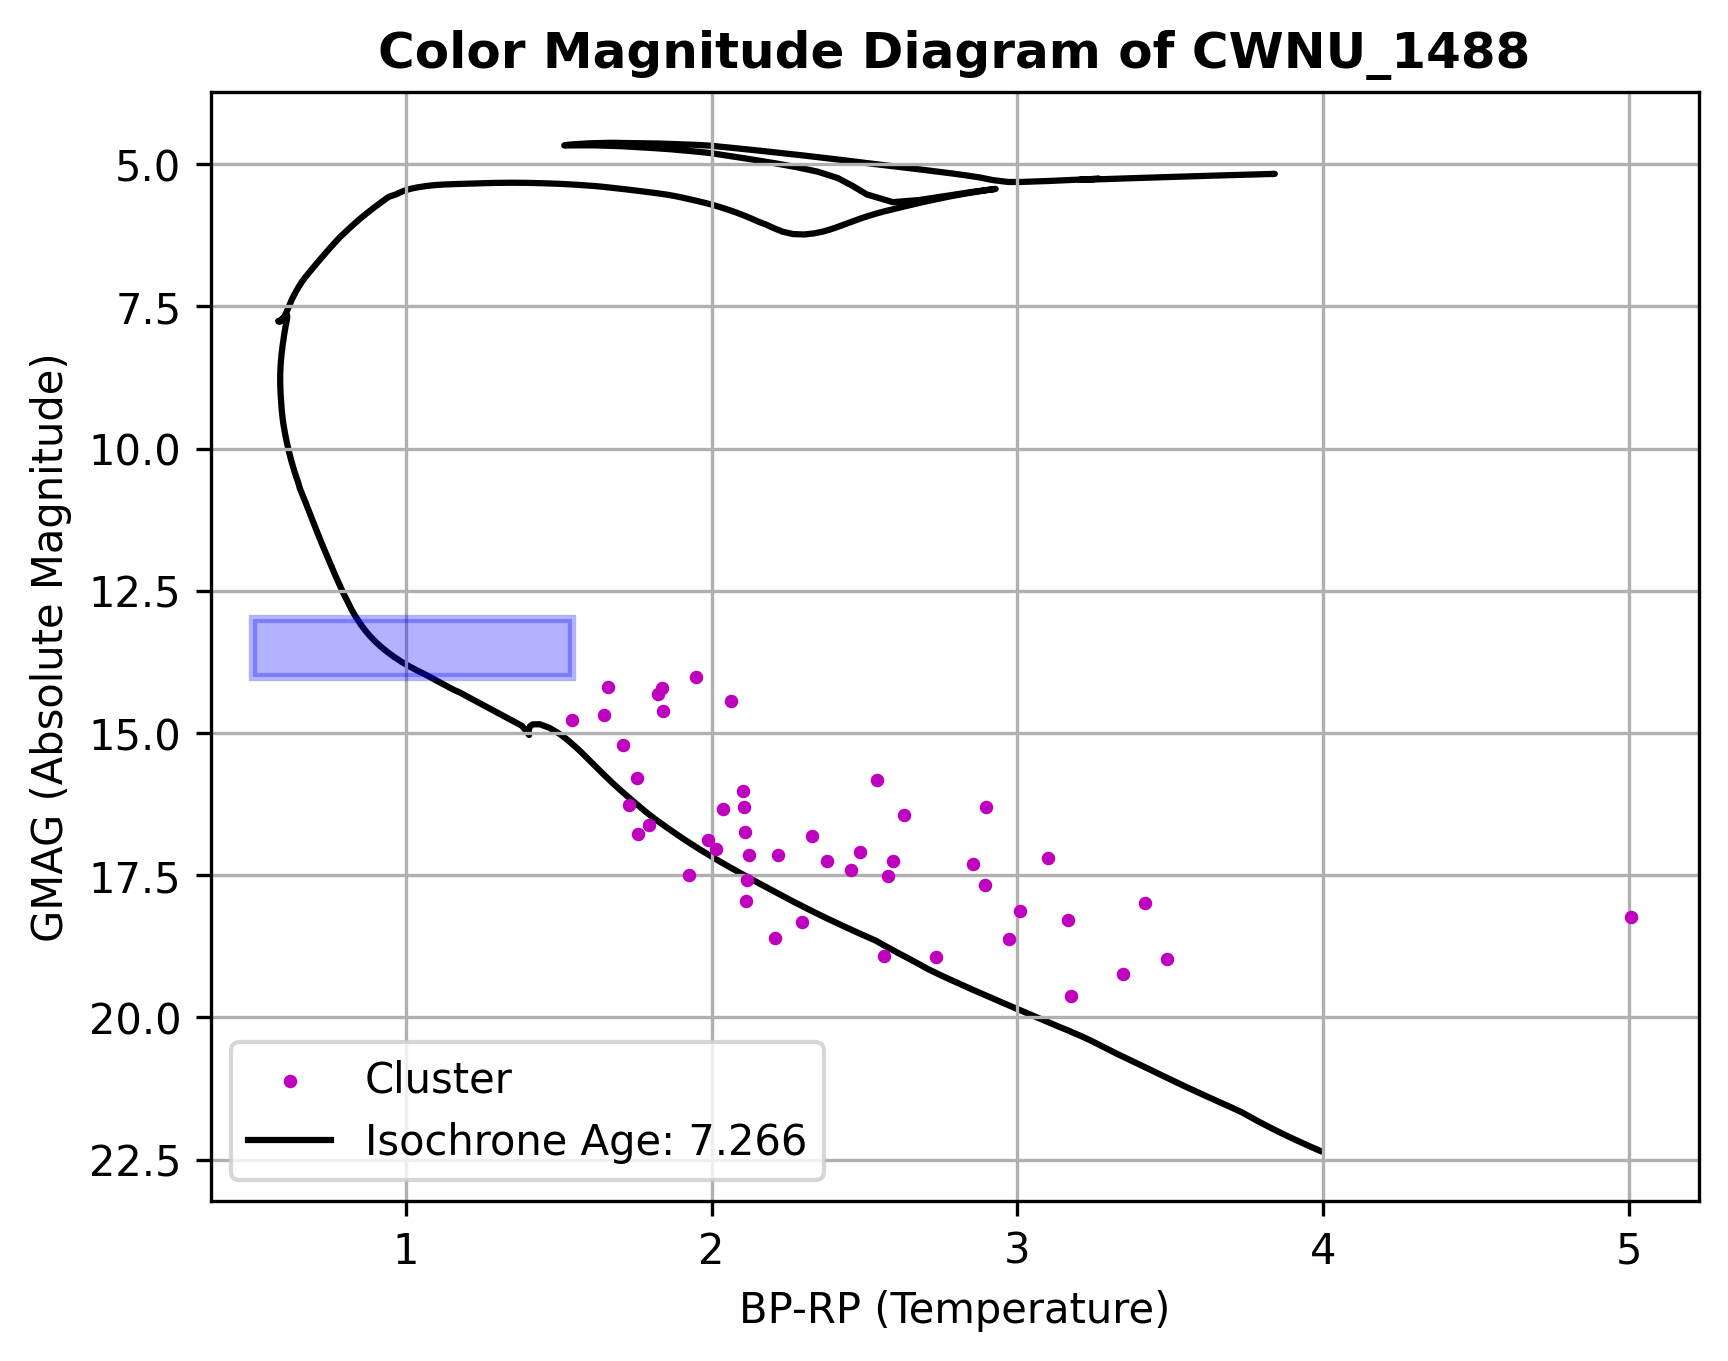 Color Magnitude Diagram of CWNU_1488
GMAG (Absolute Magnitude)
5.0
7.5
10.0
12.5
15.0
17.5
20.0
22.5
Cluster
Isochrone Age: 7.266
1
2
3
4
5
BP-RP (Temperature)